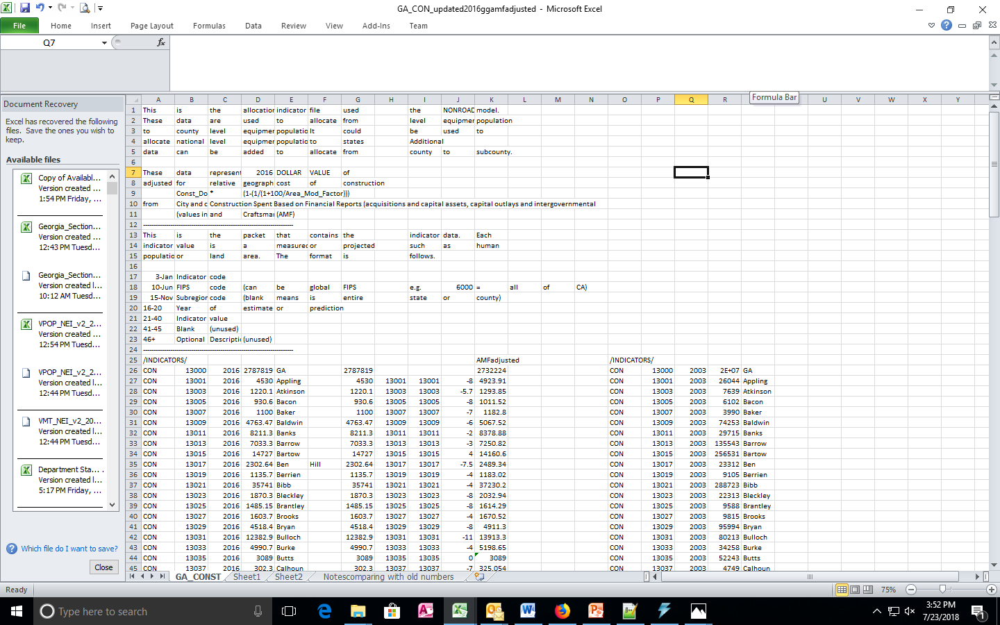 GA_CON_updated2016ggamfadjusted - Microsoft Excel
File Home Insert Page Layout Formulas Data Review View Add-Ins Team
Q7 fx
Formula Bar
Document Recovery
Excel has recovered the following
files. Save the ones you wish to
keep.
Available files
Copy of Availabl...
Version created ...
1:54 PM Friday, ...
Georgia_Section...
Version created ...
12:43 PM Tuesd...
Georgia_Section...
Version created l...
10:12 AM Tuesd...
VPOP_NEI_v2_2...
Version created ...
12:54 PM Tuesd...
VPOP_NEI_v2_2...
Version created l...
12:44 PM Tuesd...
VMT_NEI_v2_20...
Version created l...
12:44 PM Tuesd...
Department Sta... .
Version created l...
5:17 PM Friday, ...
Which file do I want to save?
Close
A B C D E F G H I J K L M N O P Q R U V W X Y
1 This is the allocation indicator file used the NONROAD model.
2 These data are used to allocate from level equipmer population
3 to county level equipmer populatio It could be used to
4 allocate national level equipmer populatio to states Additional
5 data can be added to allocate from county to subcounty.
6
7 These data represent 2016 DOLLAR VALUE of
8 adjusted for relative geograph cost of construction
9 Const_Do * (1-(1/(1+100/Area_Mod_Factor)))
10 from City and c Construction Spent Based on Financial Reports (acquisitions and capital assets, capital outlays and intergovernmental
11 (values in and Craftsmar (AMF)
12 ------------------------------------------------------------------------
13 This is the packet that contains the indicator data. Each
14 indicator value is a measured or projected such as human
15 populatio or land area. The format is follows.
16
17 3-Jan Indicator code
18 10-Jun FIPS code (can be global FIPS e.g. 6000 = all of CA)
19 15-Nov Subregior code (blank means is entire state or county)
20 16-20 Year of estimate or prediction
21 21-40 Indicator value
22 41-45 Blank (unused)
23 46+ Optional Descripti (unused)
24 ------------------------------------------------------------------------
25 /INDICATORS/ AMFadjusted /INDICATORS/
26 CON 13000 2016 2787819 GA 2787819 2732224 CON 13000 2003 2E+07 GA
27 CON 13001 2016 4530 Appling 4530 13001 13001 -8 4923.91 CON 13001 2003 26044 Appling
28 CON 13003 2016 1220.1 Atkinson 1220.1 13003 13003 -5.7 1293.85 CON 13003 2003 7639 Atkinson
29 CON 13005 2016 930.6 Bacon 930.6 13005 13005 -8 1011.52 CON 13005 2003 6102 Bacon
30 CON 13007 2016 1100 Baker 1100 13007 13007 -7 1182.8 CON 13007 2003 3990 Baker
31 CON 13009 2016 4763.47 Baldwin 4763.47 13009 13009 -6 5067.52 CON 13009 2003 74253 Baldwin
32 CON 13011 2016 8211.3 Banks 8211.3 13011 13011 -2 8378.88 CON 13011 2003 29715 Banks
33 CON 13013 2016 7033.3 Barrow 7033.3 13013 13013 -3 7250.82 CON 13013 2003 135543 Barrow
34 CON 13015 2016 14727 Bartow 14727 13015 13015 4 14160.6 CON 13015 2003 256531 Bartow
35 CON 13017 2016 2302.64 Ben Hill 2302.64 13017 13017 -7.5 2489.34 CON 13017 2003 23312 Ben
36 CON 13019 2016 1135.7 Berrien 1135.7 13019 13019 -4 1183.02 CON 13019 2003 9105 Berrien
37 CON 13021 2016 35741 Bibb 35741 13021 13021 -4 37230.2 CON 13021 2003 288723 Bibb
38 CON 13023 2016 1870.3 Bleckley 1870.3 13023 13023 -8 2032.94 CON 13023 2003 22313 Bleckley
39 CON 13025 2016 1485.15 Brantley 1485.15 13025 13025 -8 1614.29 CON 13025 2003 9588 Brantley
40 CON 13027 2016 1603.7 Brooks 1603.7 13027 13027 -4 1670.52 CON 13027 2003 9815 Brooks
41 CON 13029 2016 4518.4 Bryan 4518.4 13029 13029 -8 4911.3 CON 13029 2003 95994 Bryan
42 CON 13031 2016 12382.9 Bulloch 12382.9 13031 13031 -11 13913.3 CON 13031 2003 80213 Bulloch
43 CON 13033 2016 4990.7 Burke 4990.7 13033 13033 -4 5198.65 CON 13033 2003 34258 Burke
44 CON 13035 2016 3089 Butts 3089 13035 13035 0 3089 CON 13035 2003 52243 Butts
45 CON 13037 2016 302.3 Calhoun 302.3 13037 13037 -7 325.054 CON 13037 2003 4749 Calhoun
GA_CONST Sheet1 Sheet2 Notescomparing with old numbers
Ready 75%
Type here to search
3:52 PM
7/23/2018
1